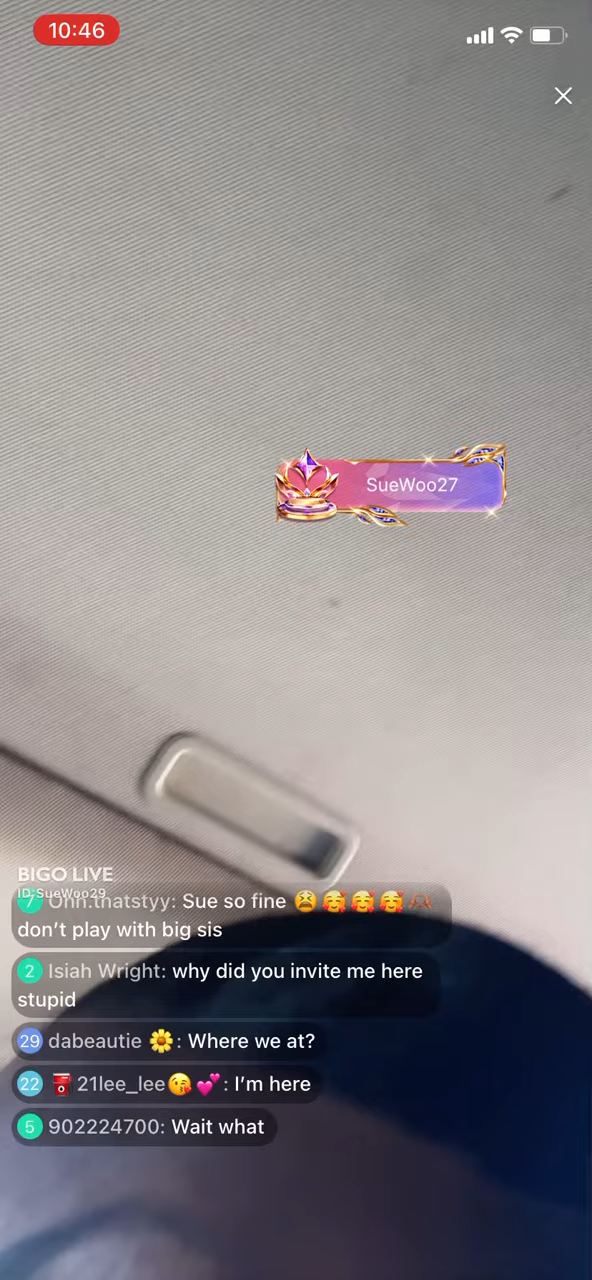 10:46
SueWoo27
BIGO LIVE
ID:SueWoo29
7 Ohh.thatstyy: Sue so fine 😫🥰🥰🥰🫶🏽
don't play with big sis
2 Isiah Wright: why did you invite me here
stupid
29 dabeautie 🌼: Where we at?
22 21lee_lee😘💕: I'm here
5 902224700: Wait what